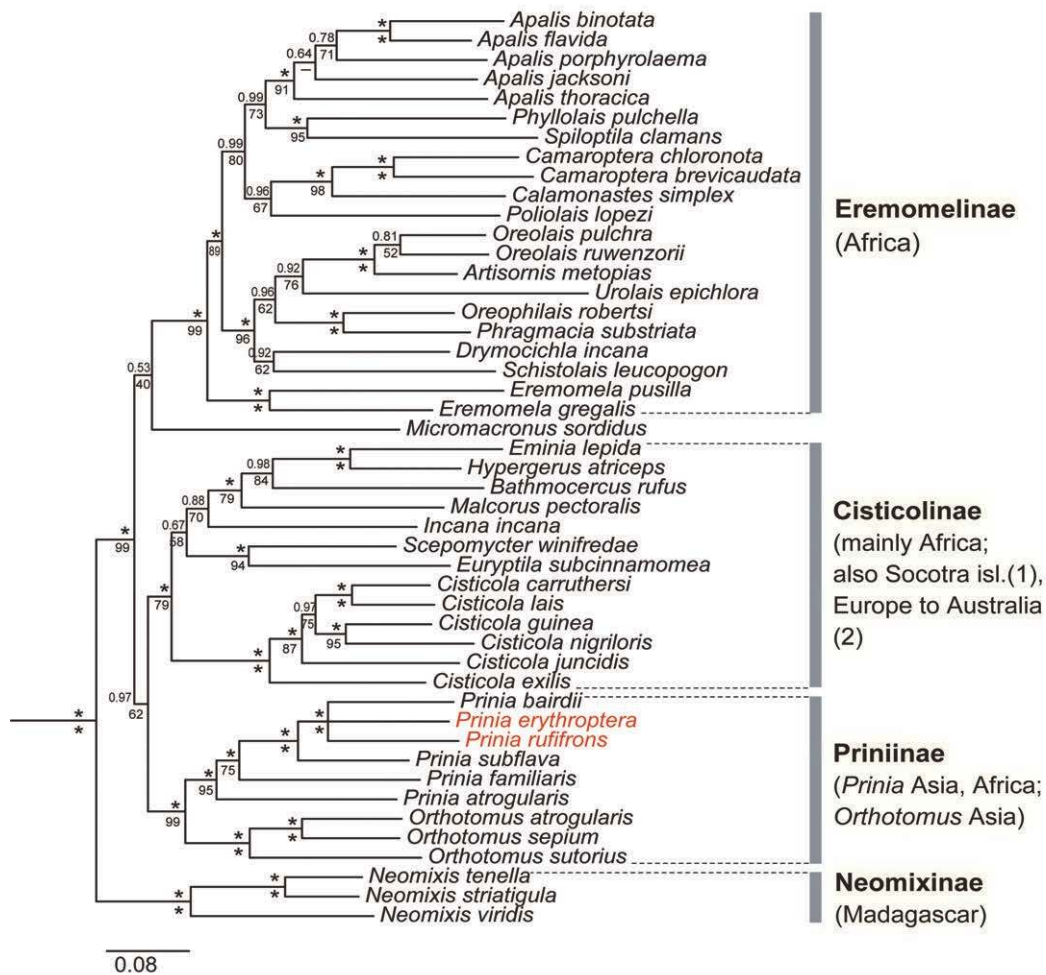 Apalis binotata
Apalis flavida
Apalis porphyrolaema
Apalis jacksoni
Apalis thoracica
Phyllolais pulchella
Spiloptila clamans
Camaroptera chloronota
Camaroptera brevicaudata
Calamonastes simplex
Poliolais lopezi
Oreolais pulchra
Oreolais ruwenzorii
Artisornis metopias
Urolais epichlora
Oreophilais robertsi
Phragmacia substriata
Drymocichla incana
Schistolais leucopogon
Eremomela pusilla
Eremomela gregalis
Micromacronus sordidus
Eminia lepida
Hypergerus atriceps
Bathmocercus rufus
Malcorus pectoralis
Incana incana
Scepomycter winifredae
Euryptila subcinnamomea
Cisticola carruthersi
Cisticola lais
Cisticola guinea
Cisticola nigriloris
Cisticola juncidis
Cisticola exilis
Prinia bairdii
Prinia erythroptera
Prinia rufifrons
Prinia subflava
Prinia familiaris
Prinia atrogularis
Orthotomus atrogularis
Orthotomus sepium
Orthotomus sutorius
Neomixis tenella
Neomixis striatigula
Neomixis viridis
Eremomelinae
(Africa)
Cisticolinae
(mainly Africa;
also Socotra isl.(1),
Europe to Australia
(2)
Priniinae
(Prinia Asia, Africa;
Orthotomus Asia)
Neomixinae
(Madagascar)
* *
0.78
71
0.64
–
*
91
0.99
73
*
95
0.99
80
* *
*
98
0.96
67
*
89
0.81
52
* *
0.92
76
0.96
62
* *
*
96
0.92
62
*
99
* *
0.53
40
* *
0.98
84
*
79
0.88
70
0.67
58
*
94
*
99
*
79
* *
0.97
75
*
95
*
87
* *
0.97
62
* *
* *
*
75
*
95
*
99
* *
* *
* *
* *
* *
0.08